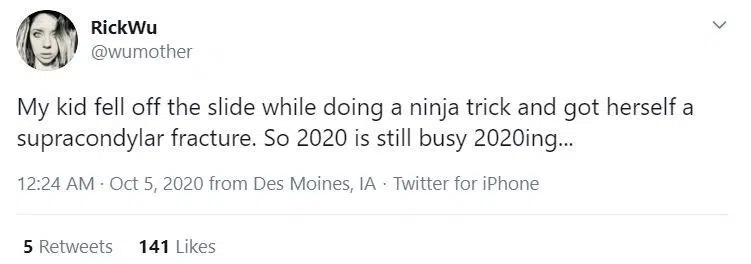 RickWu
@wumother
My kid fell off the slide while doing a ninja trick and got herself a
supracondylar fracture. So 2020 is still busy 2020ing...
12:24 AM · Oct 5, 2020 from Des Moines, IA · Twitter for iPhone
5 Retweets 141 Likes